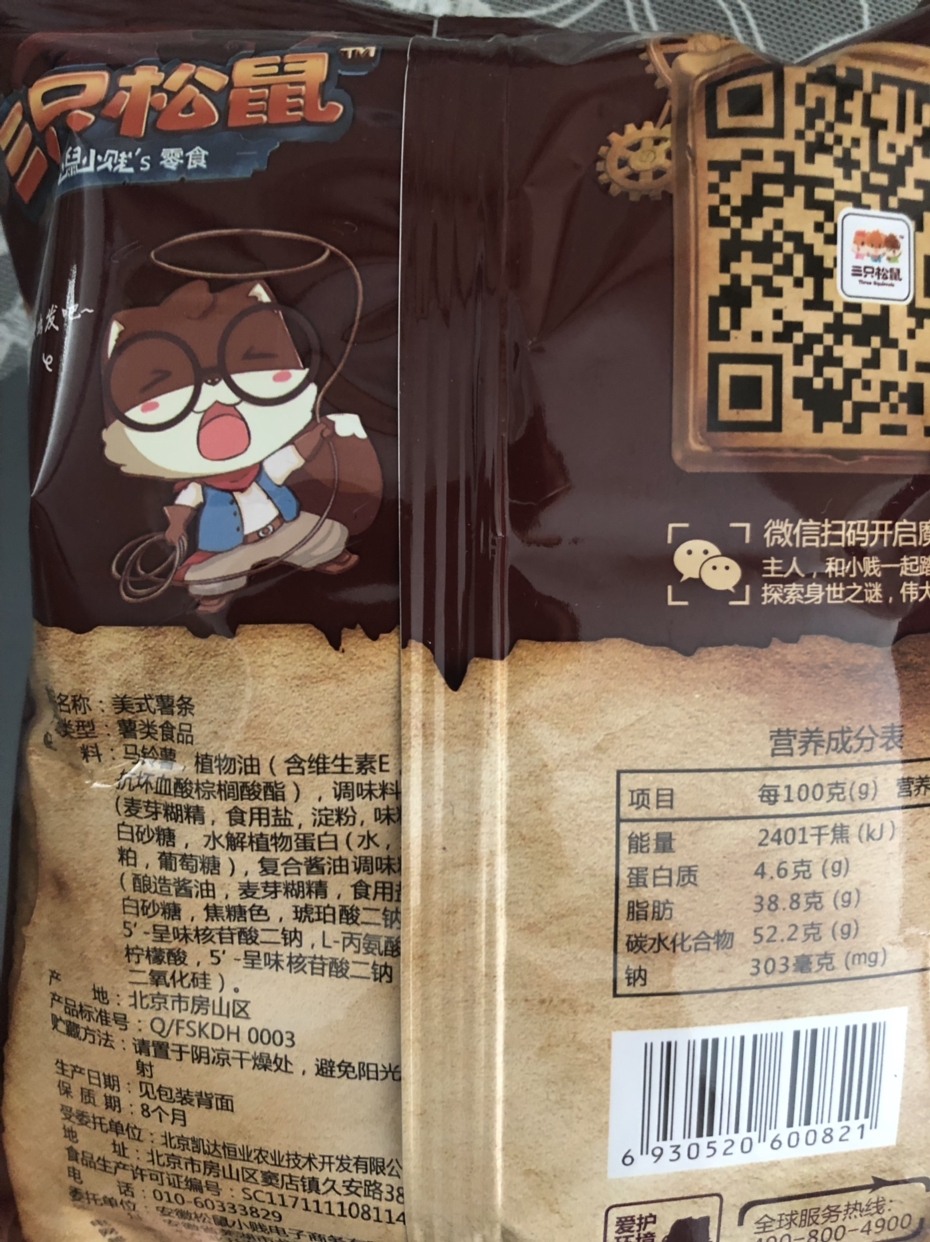 三只松鼠™
鼠小贱's 零食
发吧~
三只松鼠
Three Squirrels
微信扫码开启
主人，和小贱一起
探索身世之谜，伟大
名称：美式薯条
类型：薯类食品
料：马铃薯，植物油（含维生素E
抗坏血酸棕榈酸酯），调味料
(麦芽糊精，食用盐，淀粉，味
白砂糖，水解植物蛋白(水，
粕，葡萄糖），复合酱油调味
（酿造酱油，麦芽糊精，食用盐
白砂糖，焦糖色，琥珀酸二钠
5'-呈味核苷酸二钠，L-丙氨酸
柠檬酸，5'-呈味核苷酸二钠
二氧化硅）。
产 地：北京市房山区
产品标准号：Q/FSKDH 0003
贮藏方法：请置于阴凉干燥处，避免阳光
射
生产日期：见包装背面
保 质 期：8个月
受委托单位：北京凯达恒业农业技术开发有限公
地 址：北京市房山区窦店镇久安路38
食品生产许可证编号：SC117111108114
电 话：010-60333829
委托单位：安徽松鼠小贱电子商务有
营养成分表
项目 每100克(g) 营养
能量 2401千焦 (kJ)
蛋白质 4.6克 (g)
脂肪 38.8克 (g)
碳水化合物 52.2克 (g)
钠 303毫克 (mg)
6 930520 600821
爱护
环境
全球服务热线：
400-800-4900